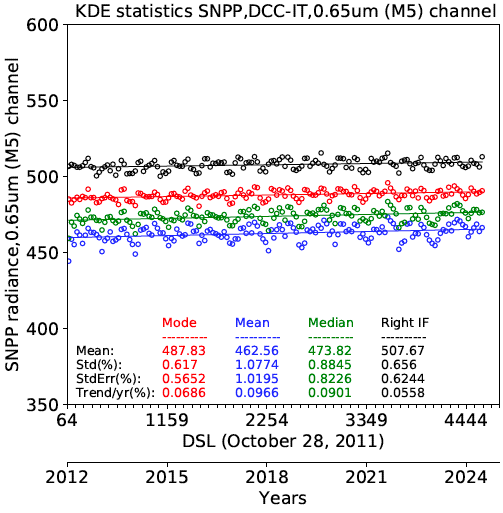 KDE statistics SNPP,DCC-IT,0.65um (M5) channel
SNPP radiance,0.65um (M5) channel
600
550
500
450
400
350
Mode Mean Median Right IF
---------- ---------- ---------- ----------
Mean: 487.83 462.56 473.82 507.67
Std(%): 0.617 1.0774 0.8845 0.656
StdErr(%): 0.5652 1.0195 0.8226 0.6244
Trend/yr(%): 0.0686 0.0966 0.0901 0.0558
64 1159 2254 3349 4444
DSL (October 28, 2011)
2012 2015 2018 2021 2024
Years